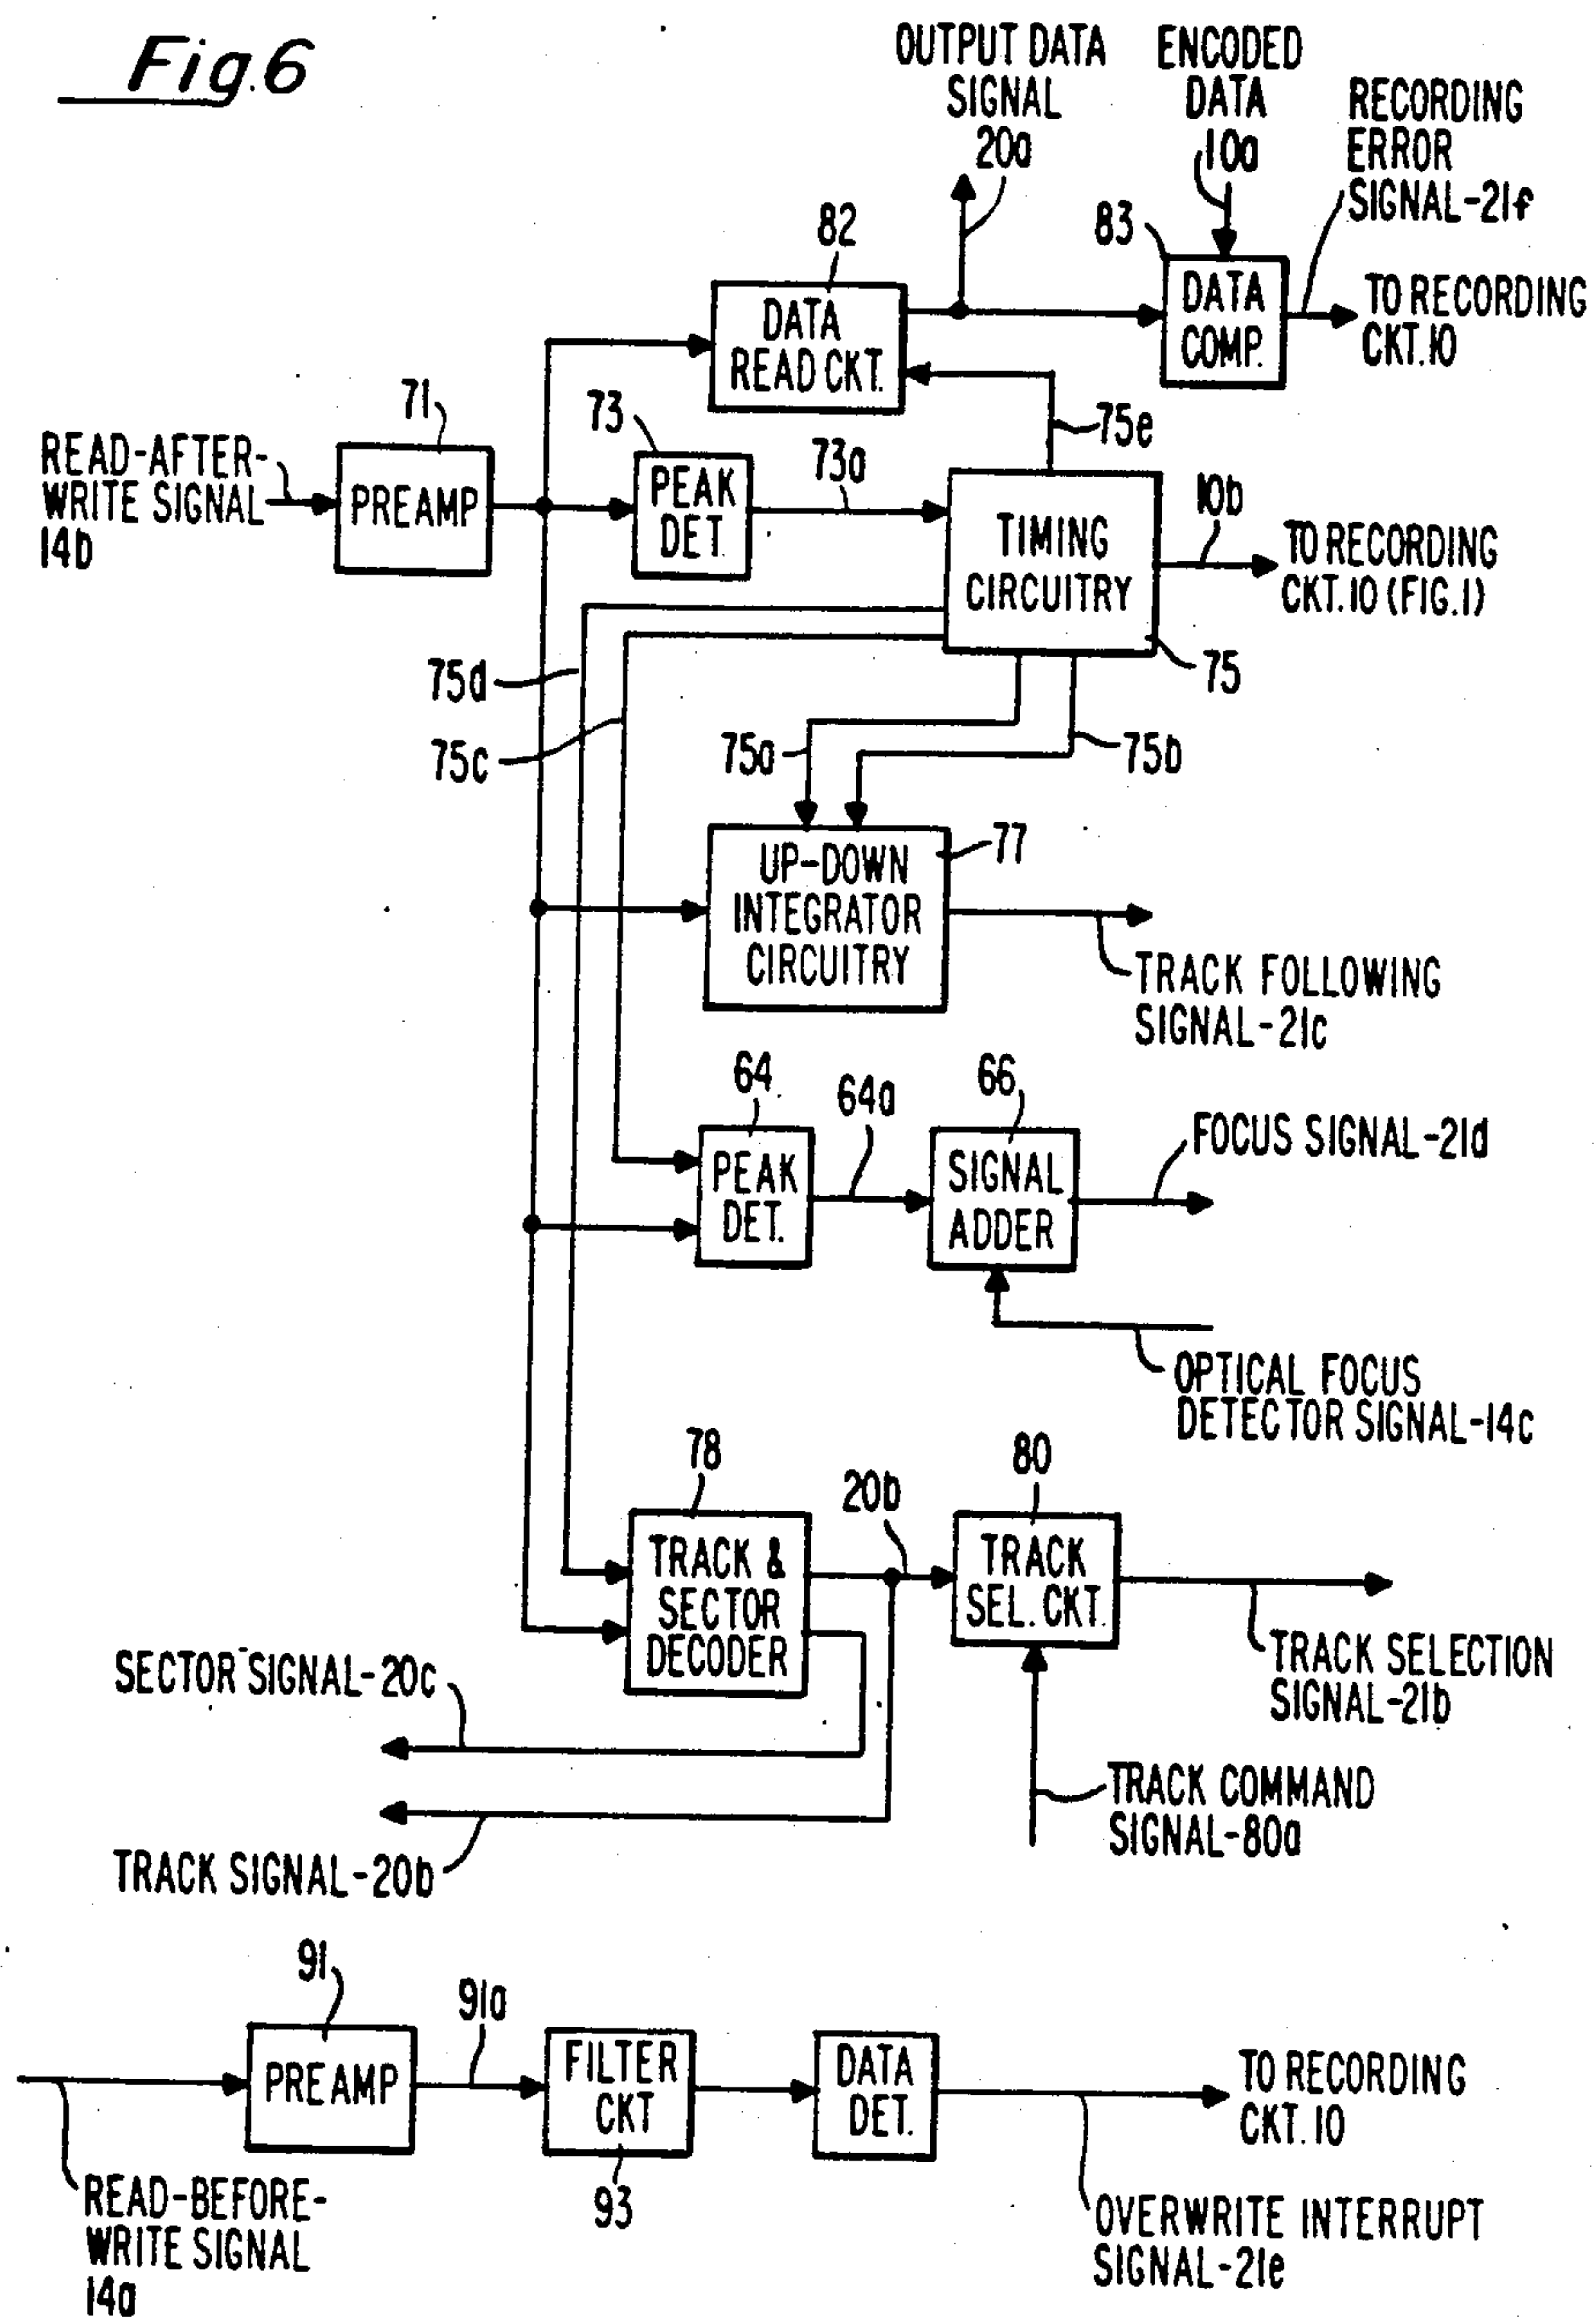 Fig. 6
OUTPUT DATA
SIGNAL
20a
ENCODED
DATA
10a
RECORDING
ERROR
SIGNAL-21f
82
83
DATA
READ CKT.
DATA
COMP.
TO RECORDING
CKT. 10
71
73
73a
75e
10b
READ-AFTER-
WRITE SIGNAL
14b
PREAMP
PEAK
DET.
TIMING
CIRCUITRY
TO RECORDING
CKT. 10 (FIG. 1)
75d
75
75c
75a
75b
UP-DOWN
INTEGRATOR
CIRCUITRY
77
TRACK FOLLOWING
SIGNAL-21c
64
64a
66
PEAK
DET.
SIGNAL
ADDER
FOCUS SIGNAL-21d
OPTICAL FOCUS
DETECTOR SIGNAL-14c
78
20b
80
TRACK &
SECTOR
DECODER
TRACK
SEL. CKT.
SECTOR SIGNAL-20c
TRACK SELECTION
SIGNAL-21b
TRACK COMMAND
SIGNAL-80a
TRACK SIGNAL-20b
91
91a
PREAMP
FILTER
CKT
DATA
DET.
TO RECORDING
CKT. 10
93
READ-BEFORE-
WRITE SIGNAL
14a
OVERWRITE INTERRUPT
SIGNAL-21e